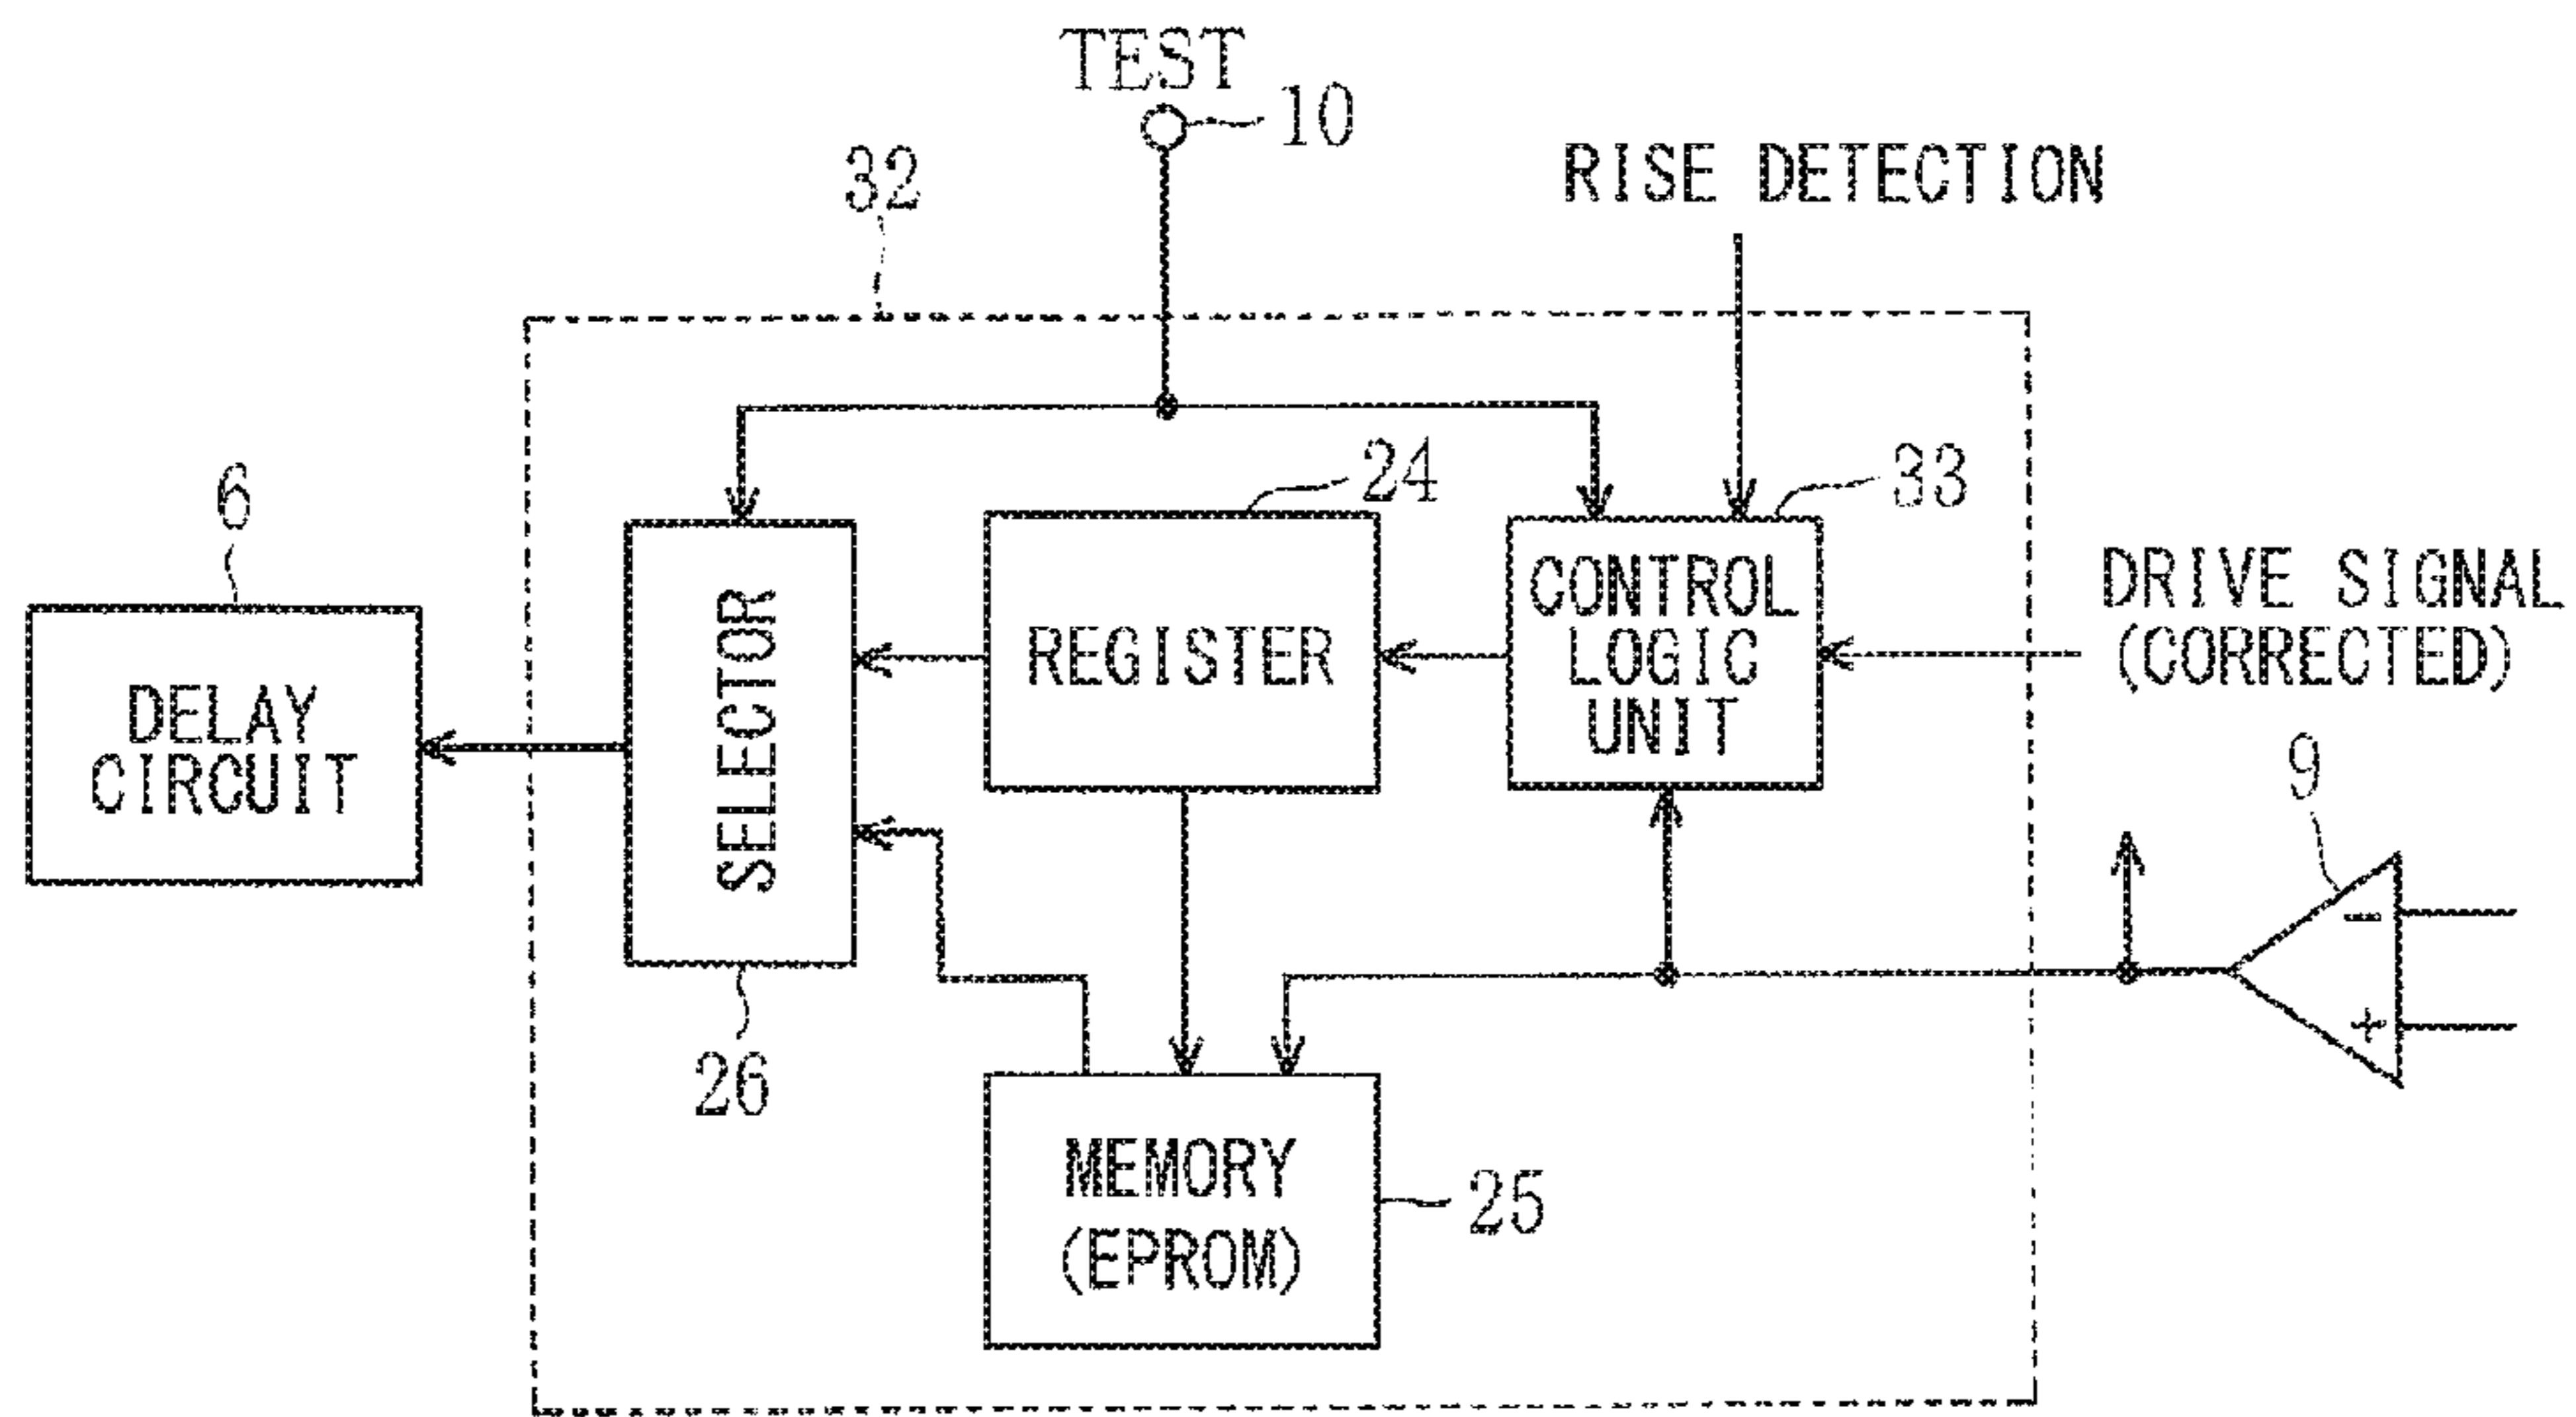 TEST
10
32
RISE DETECTION
6
24
33
DELAY
CIRCUIT
SELECTOR
REGISTER
CONTROL
LOGIC
UNIT
DRIVE SIGNAL
(CORRECTED)
9
−
+
26
MEMORY
(EPROM)
25